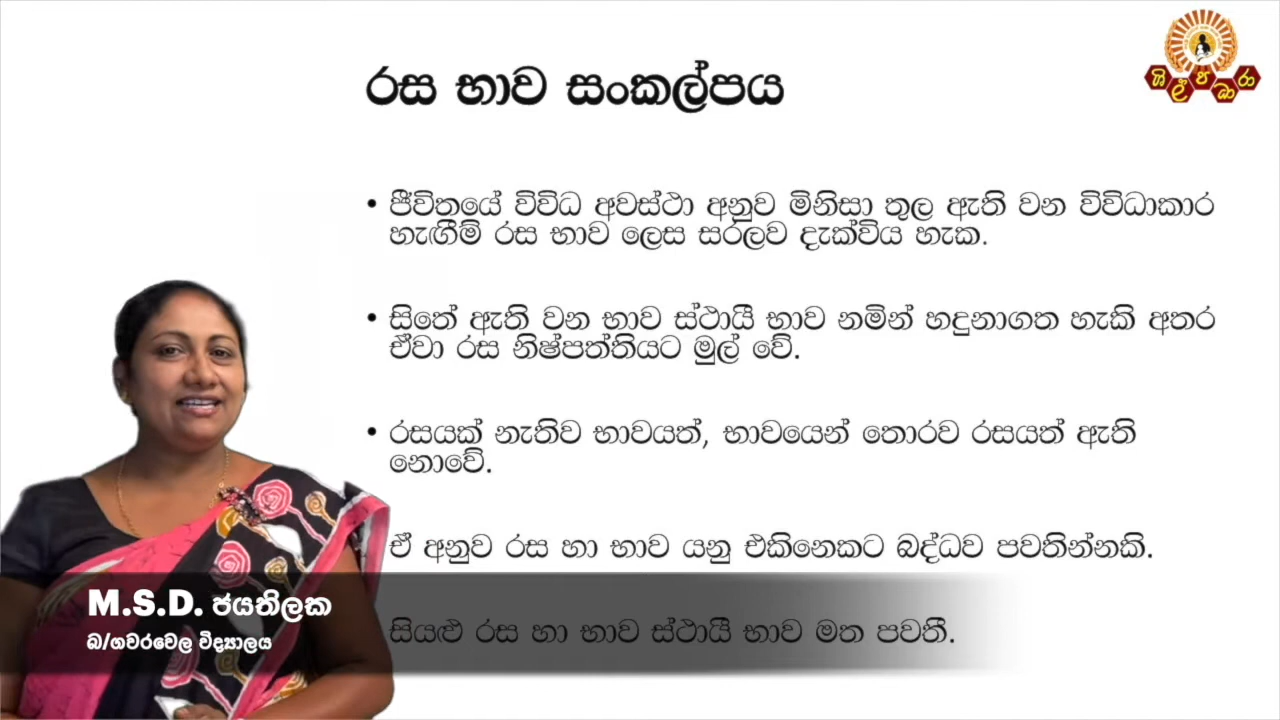 රස භාව සංකල්පය
ශිල්ප ධාරා
• ජීවිතයේ විවිධ අවස්ථා අනුව මිනිසා තුල ඇති වන විවිධාකාර
හැඟීම් රස භාව ලෙස සරලව දැක්විය හැක.
• සිතේ ඇති වන භාව ස්ථායී භාව නමින් හදුනාගත හැකි අතර
ඒවා රස නිෂ්පත්තියට මුල් වේ.
• රසයක් නැතිව භාවයත්, භාවයෙන් තොරව රසයත් ඇති
නොවේ.
ඒ අනුව රස හා භාව යනු එකිනෙකට බද්ධව පවතින්නකි.
M.S.D. ජයතිලක
බ/ගවරවෙල විද්‍යාලය
සියළු රස හා භාව ස්ථායී භාව මත පවතී.